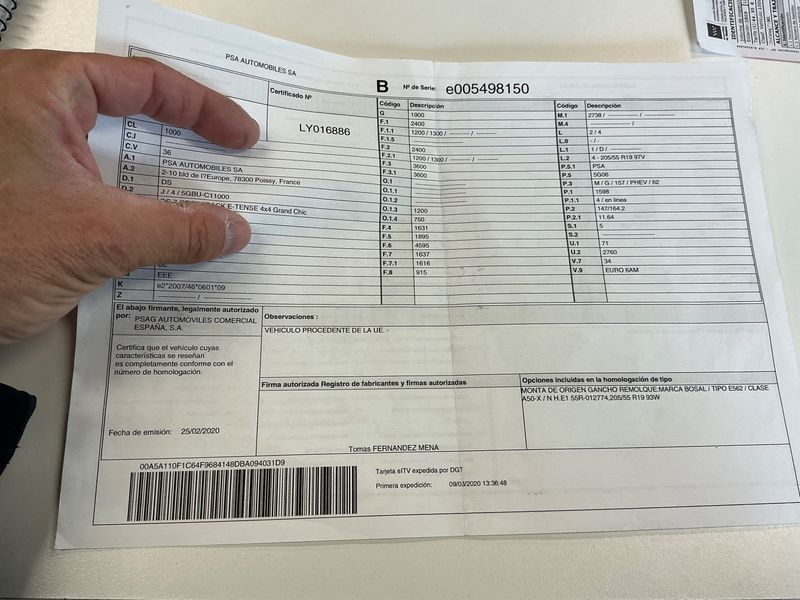 PSA AUTOMOBILES SA
B Nº de Serie: e005498150
Certificado Nº
LY016886
CL
C.I 1000
C.V 36
A.1 PSA AUTOMOBILES SA
A.2 2-10 bld de l?Europe, 78300 Poissy, France
D.1 DS
D.2 J / 4 / 5GBU-C11000
E-TENSE 4x4 Grand Chic
EEE
K e2*2007/46*0601*09
Z ---------------- / ----------------
Código Descripción
G 1900
F.1 2400
F.1.1 1200 / 1300 / ---------- / ----------
F.1.5
F.2 2400
F.2.1 1200 / 1300 / ---------- / ----------
F.3 3600
F.3.1 3600
O.1
O.1.1
O.1.2
O.1.3 1200
O.1.4 750
F.4 1631
F.5 1895
F.6 4595
F.7 1637
F.7.1 1616
F.8 915
Código Descripción
M.1 2738 / ---------- / ----------
M.4 ---------------- /
L 2 / 4
L.0 - / -
L.1 1 / D / ----------
L.2 4 - 205/55 R19 97V
P.5.1 PSA
P.5 5G06
P.3 M / G / 157 / PHEV / 62
P.1 1598
P.1.1 4 / en línea
P.2 147/164.2
P.2.1 11.64
S.1 5
S.2 --------------------
U.1 71
U.2 2760
V.7 34
V.9 EURO 6AM
El abajo firmante, legalmente autorizado
por: PSAG AUTOMOVILES COMERCIAL
ESPAÑA, S.A.
Certifica que el vehículo cuyas
características se reseñan
es completamente conforme con el
número de homologación.
Fecha de emisión: 25/02/2020
Observaciones :
VEHICULO PROCEDENTE DE LA UE. -
Firma autorizada Registro de fabricantes y firmas autorizadas
Tomas FERNANDEZ MENA
Opciones incluidas en la homologación de tipo
MONTA DE ORIGEN GANCHO REMOLQUE:MARCA BOSAL / TIPO E562 / CLASE
A50-X / N H.E1 55R-012774,205/55 R19 93W
00A5A110F1C64F9684148DBA094031D9
Tarjeta eITV expedida por DGT
Primera expedición: 09/03/2020 13:36:48